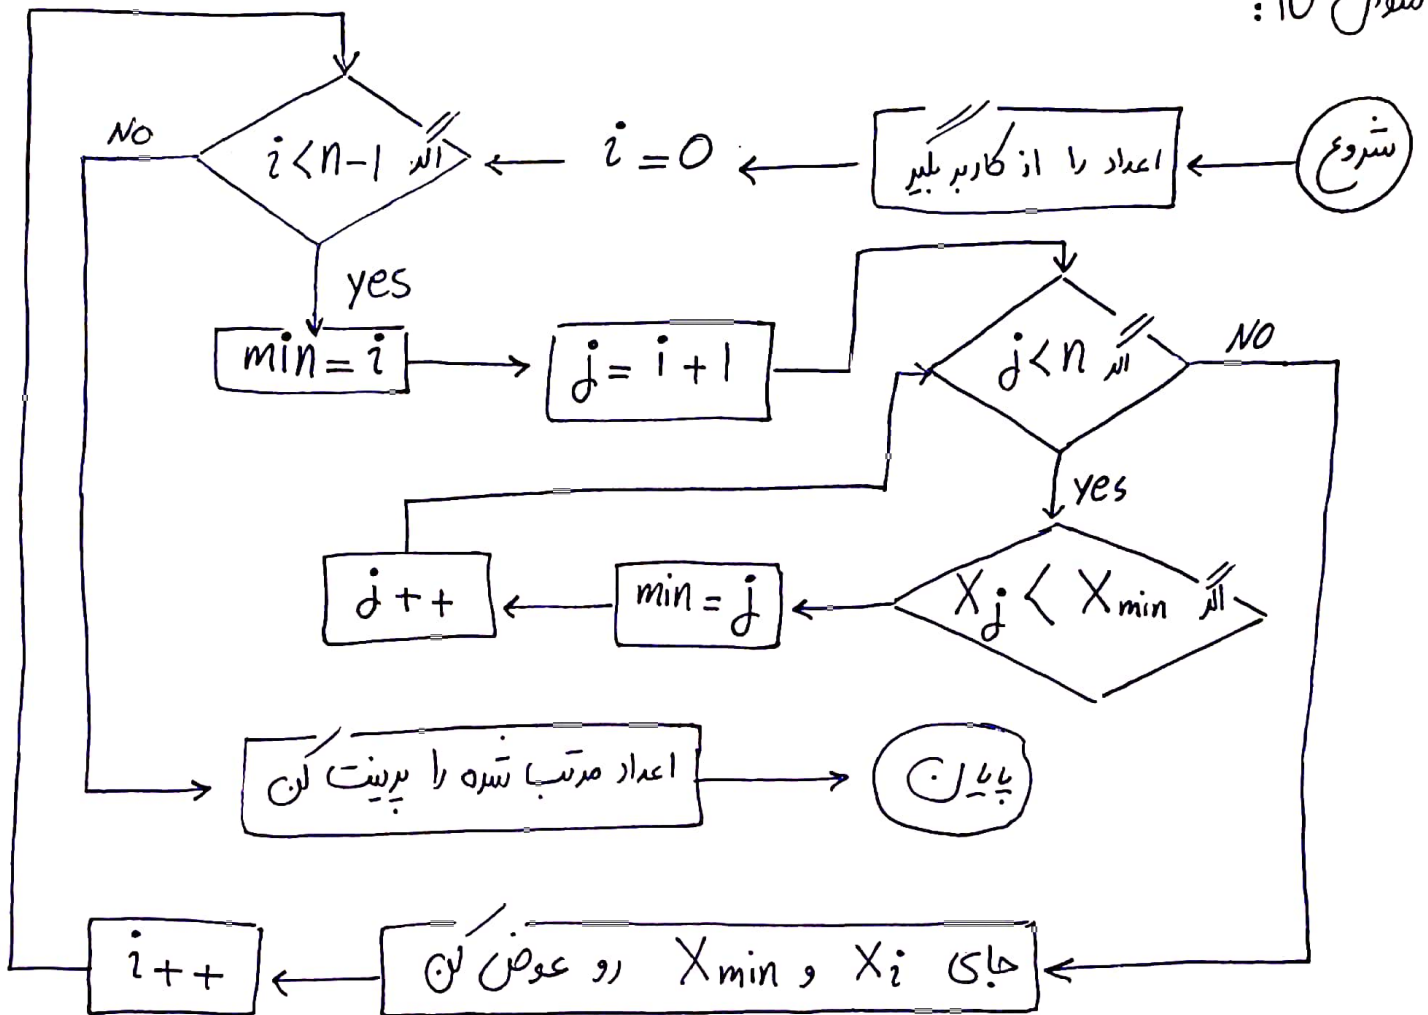 سوال 10:
شروع
اعداد را از کاربر بگیر
i = 0
اگر i < n-1
NO
yes
min = i
j = i + 1
اگر j < n
NO
yes
اگر Xj < Xmin
min = j
j ++
اعداد مرتب شده را پرینت کن
پایان
جای Xi و Xmin رو عوض کن
i ++